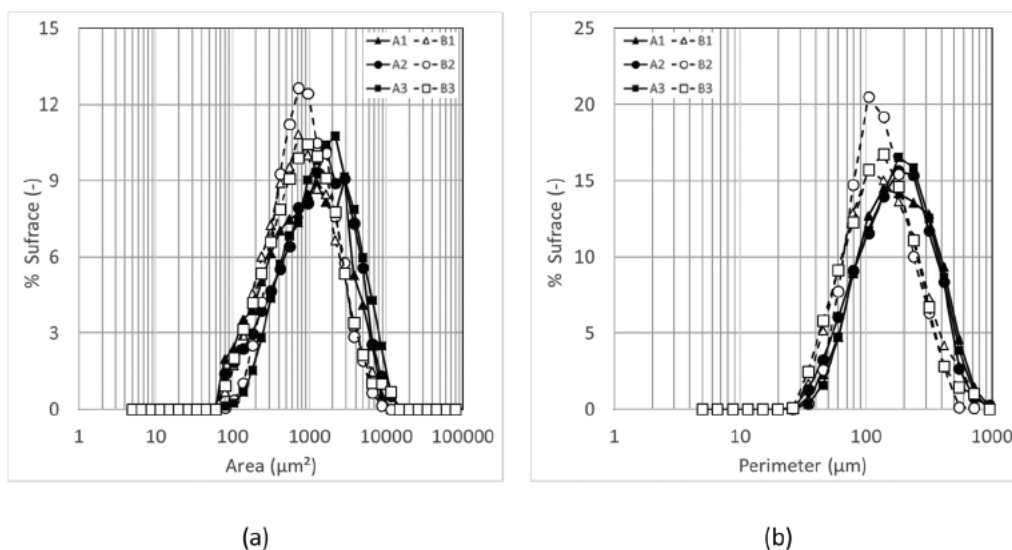 15
12
9
6
3
0
% Sufrace (-)
A1 B1
A2 B2
A3 B3
1 10 100 1000 10000 100000
Area (µm²)
(a)
25
20
15
10
5
0
% Sufrace (-)
A1 B1
A2 B2
A3 B3
1 10 100 1000
Perimeter (µm)
(b)